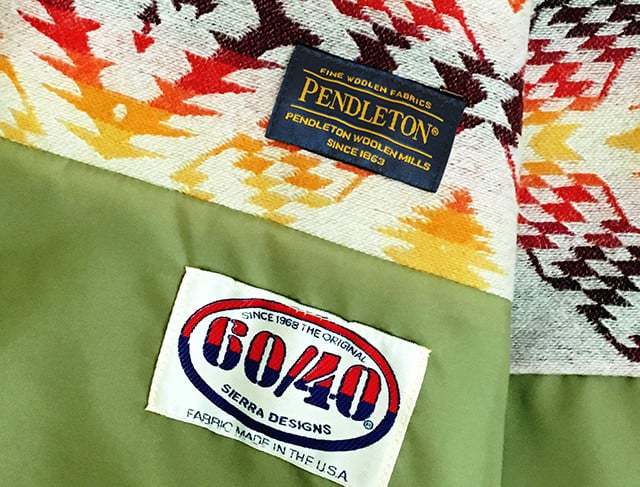 FINE WOOLEN FABRICS
PENDLETON®
PENDLETON WOOLEN MILLS
SINCE 1863
SINCE 1968 THE ORIGINAL
60/40®
SIERRA DESIGNS
FABRIC MADE IN THE U.S.A